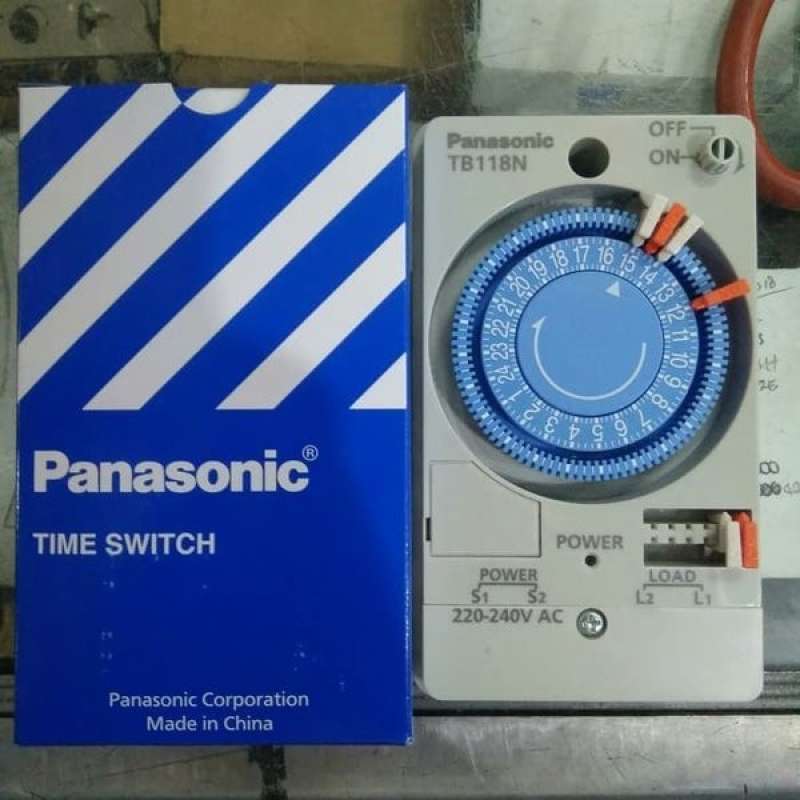 Panasonic®
TIME SWITCH
Panasonic Corporation
Made in China
Panasonic
TB118N
OFF
ON
1 2 3 4 5 6 7 8 9 10 11 12 13 14 15 16 17 18 19 20 21 22 23 24
POWER
POWER
S1 S2
220-240V AC
LOAD
L2 L1